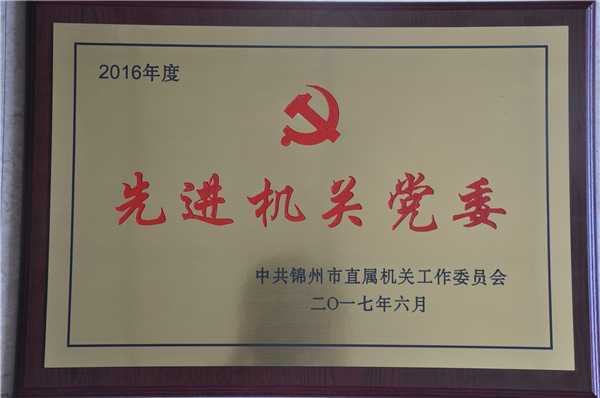 2016年度
先进机关党委
中共锦州市直属机关工作委员会
二〇一七年六月